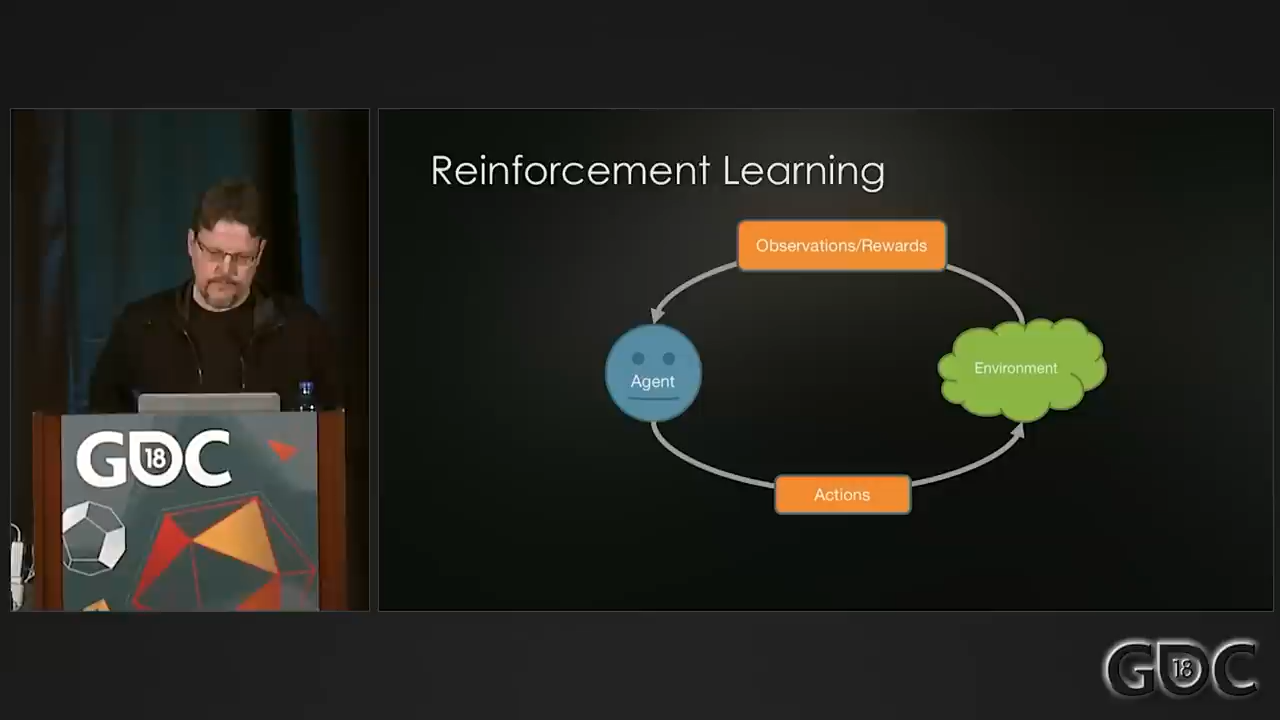 Reinforcement Learning
Observations/Rewards
Agent
Environment
Actions
GDC
18
GDC
18